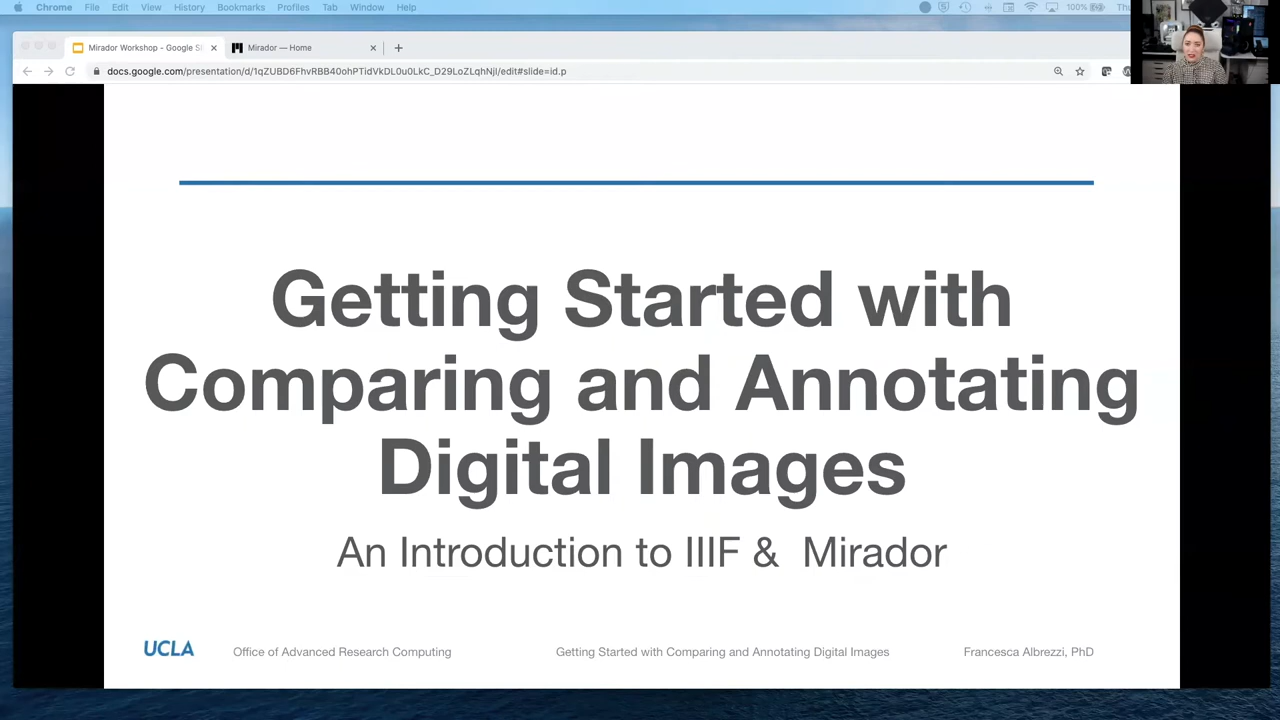 Chrome File Edit View History Bookmarks Profiles Tab Window Help 100% Thu
Mirador Workshop - Google Sl Mirador — Home
docs.google.com/presentation/d/1qZUBD6FhvRBB40ohPTidVkDL0u0LkC_D29LoZLqhNjI/edit#slide=id.p
Getting Started with
Comparing and Annotating
Digital Images
An Introduction to IIIF & Mirador
UCLA Office of Advanced Research Computing Getting Started with Comparing and Annotating Digital Images Francesca Albrezzi, PhD